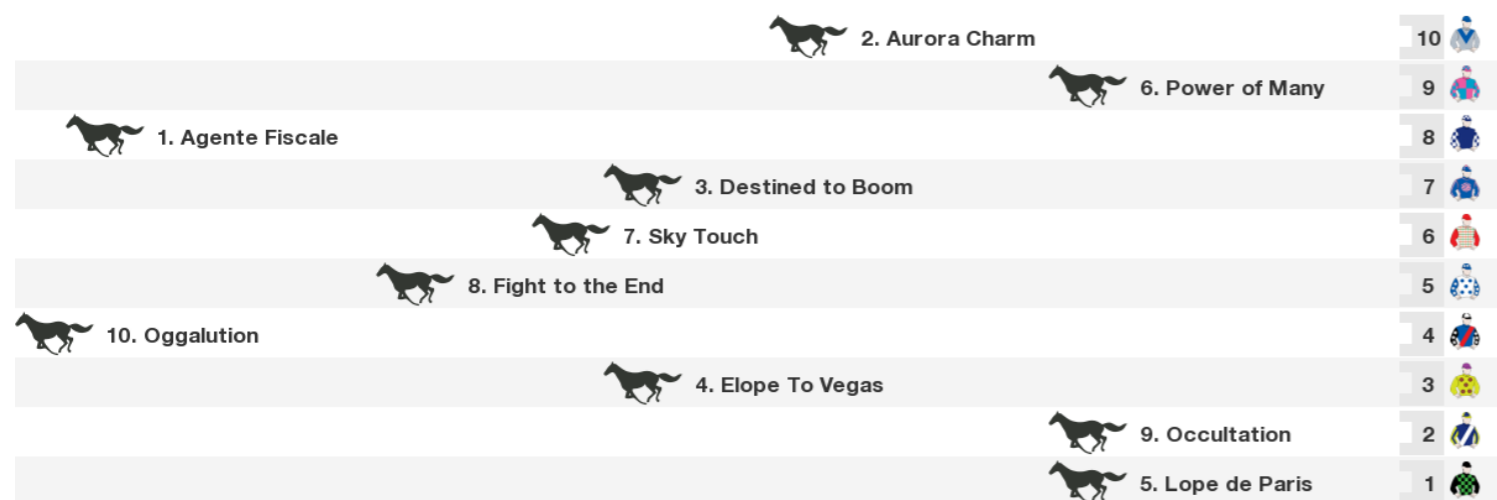 2. Aurora Charm 10
6. Power of Many 9
1. Agente Fiscale 8
3. Destined to Boom 7
7. Sky Touch 6
8. Fight to the End 5
10. Oggalution 4
4. Elope To Vegas 3
9. Occultation 2
5. Lope de Paris 1